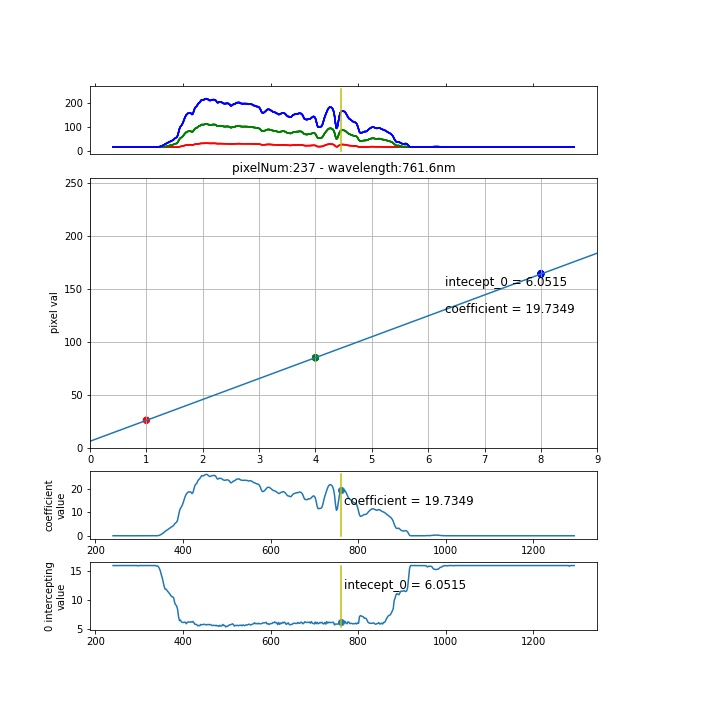 200
100
0
pixelNum:237 - wavelength:761.6nm
250
200
150
100
50
0
pixel val
intecept_0 = 6.0515
coefficient = 19.7349
0 1 2 3 4 5 6 7 8 9
20
10
0
coefficient
value
coefficient = 19.7349
200 400 600 800 1000 1200
15
10
5
0 intercepting
value
intecept_0 = 6.0515
200 400 600 800 1000 1200